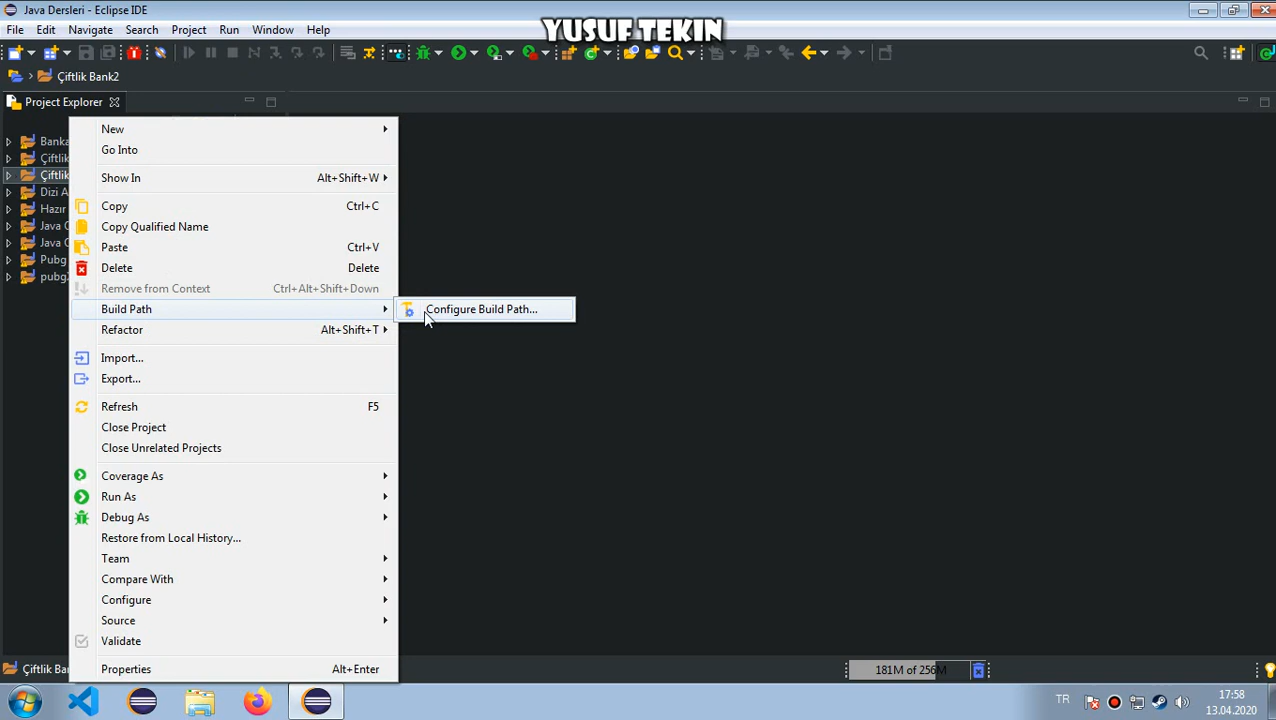 Java Dersleri - Eclipse IDE
YUSUF TEKIN
File Edit Navigate Search Project Run Window Help
Çiftlik Bank2
Project Explorer
Banka
Çiftlik
Çiftlik
Dizi A
Hazır
Java
Java
Pubg
pubg
New
Go Into
Show In Alt+Shift+W
Copy Ctrl+C
Copy Qualified Name
Paste Ctrl+V
Delete Delete
Remove from Context Ctrl+Alt+Shift+Down
Build Path
Configure Build Path...
Refactor Alt+Shift+T
Import...
Export...
Refresh F5
Close Project
Close Unrelated Projects
Coverage As
Run As
Debug As
Restore from Local History...
Team
Compare With
Configure
Source
Validate
Properties Alt+Enter
Çiftlik Ban
181M of 256M
TR
17:58
13.04.2020